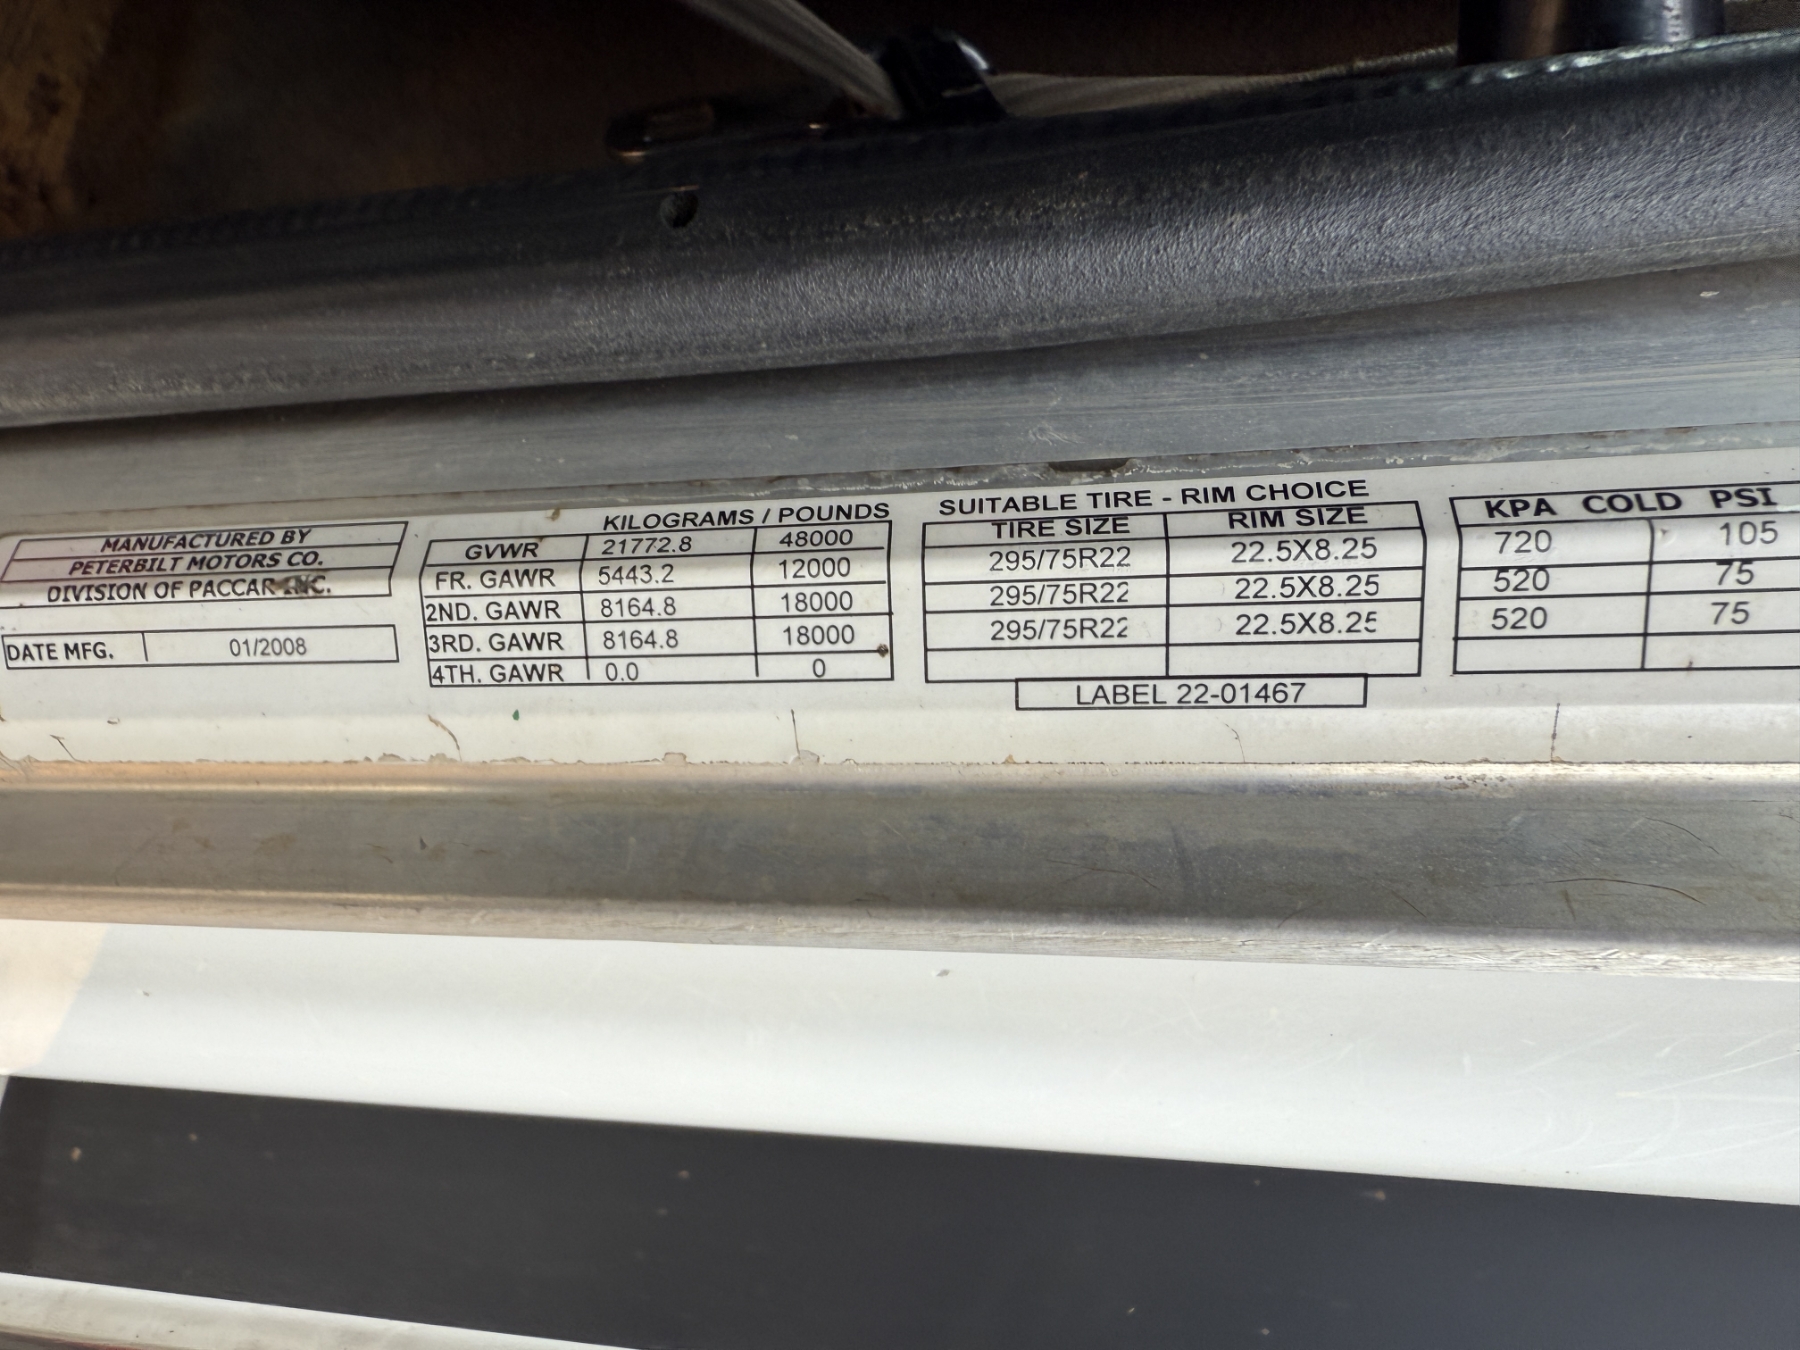 MANUFACTURED BY
PETERBILT MOTORS CO.
DIVISION OF PACCAR INC.
DATE MFG. 01/2008
KILOGRAMS / POUNDS
GVWR 21772.8 48000
FR. GAWR 5443.2 12000
2ND. GAWR 8164.8 18000
3RD. GAWR 8164.8 18000
4TH. GAWR 0.0 0
SUITABLE TIRE - RIM CHOICE
TIRE SIZE RIM SIZE
295/75R22 22.5X8.25
295/75R22 22.5X8.25
295/75R22 22.5X8.25
LABEL 22-01467
KPA COLD PSI
720 105
520 75
520 75